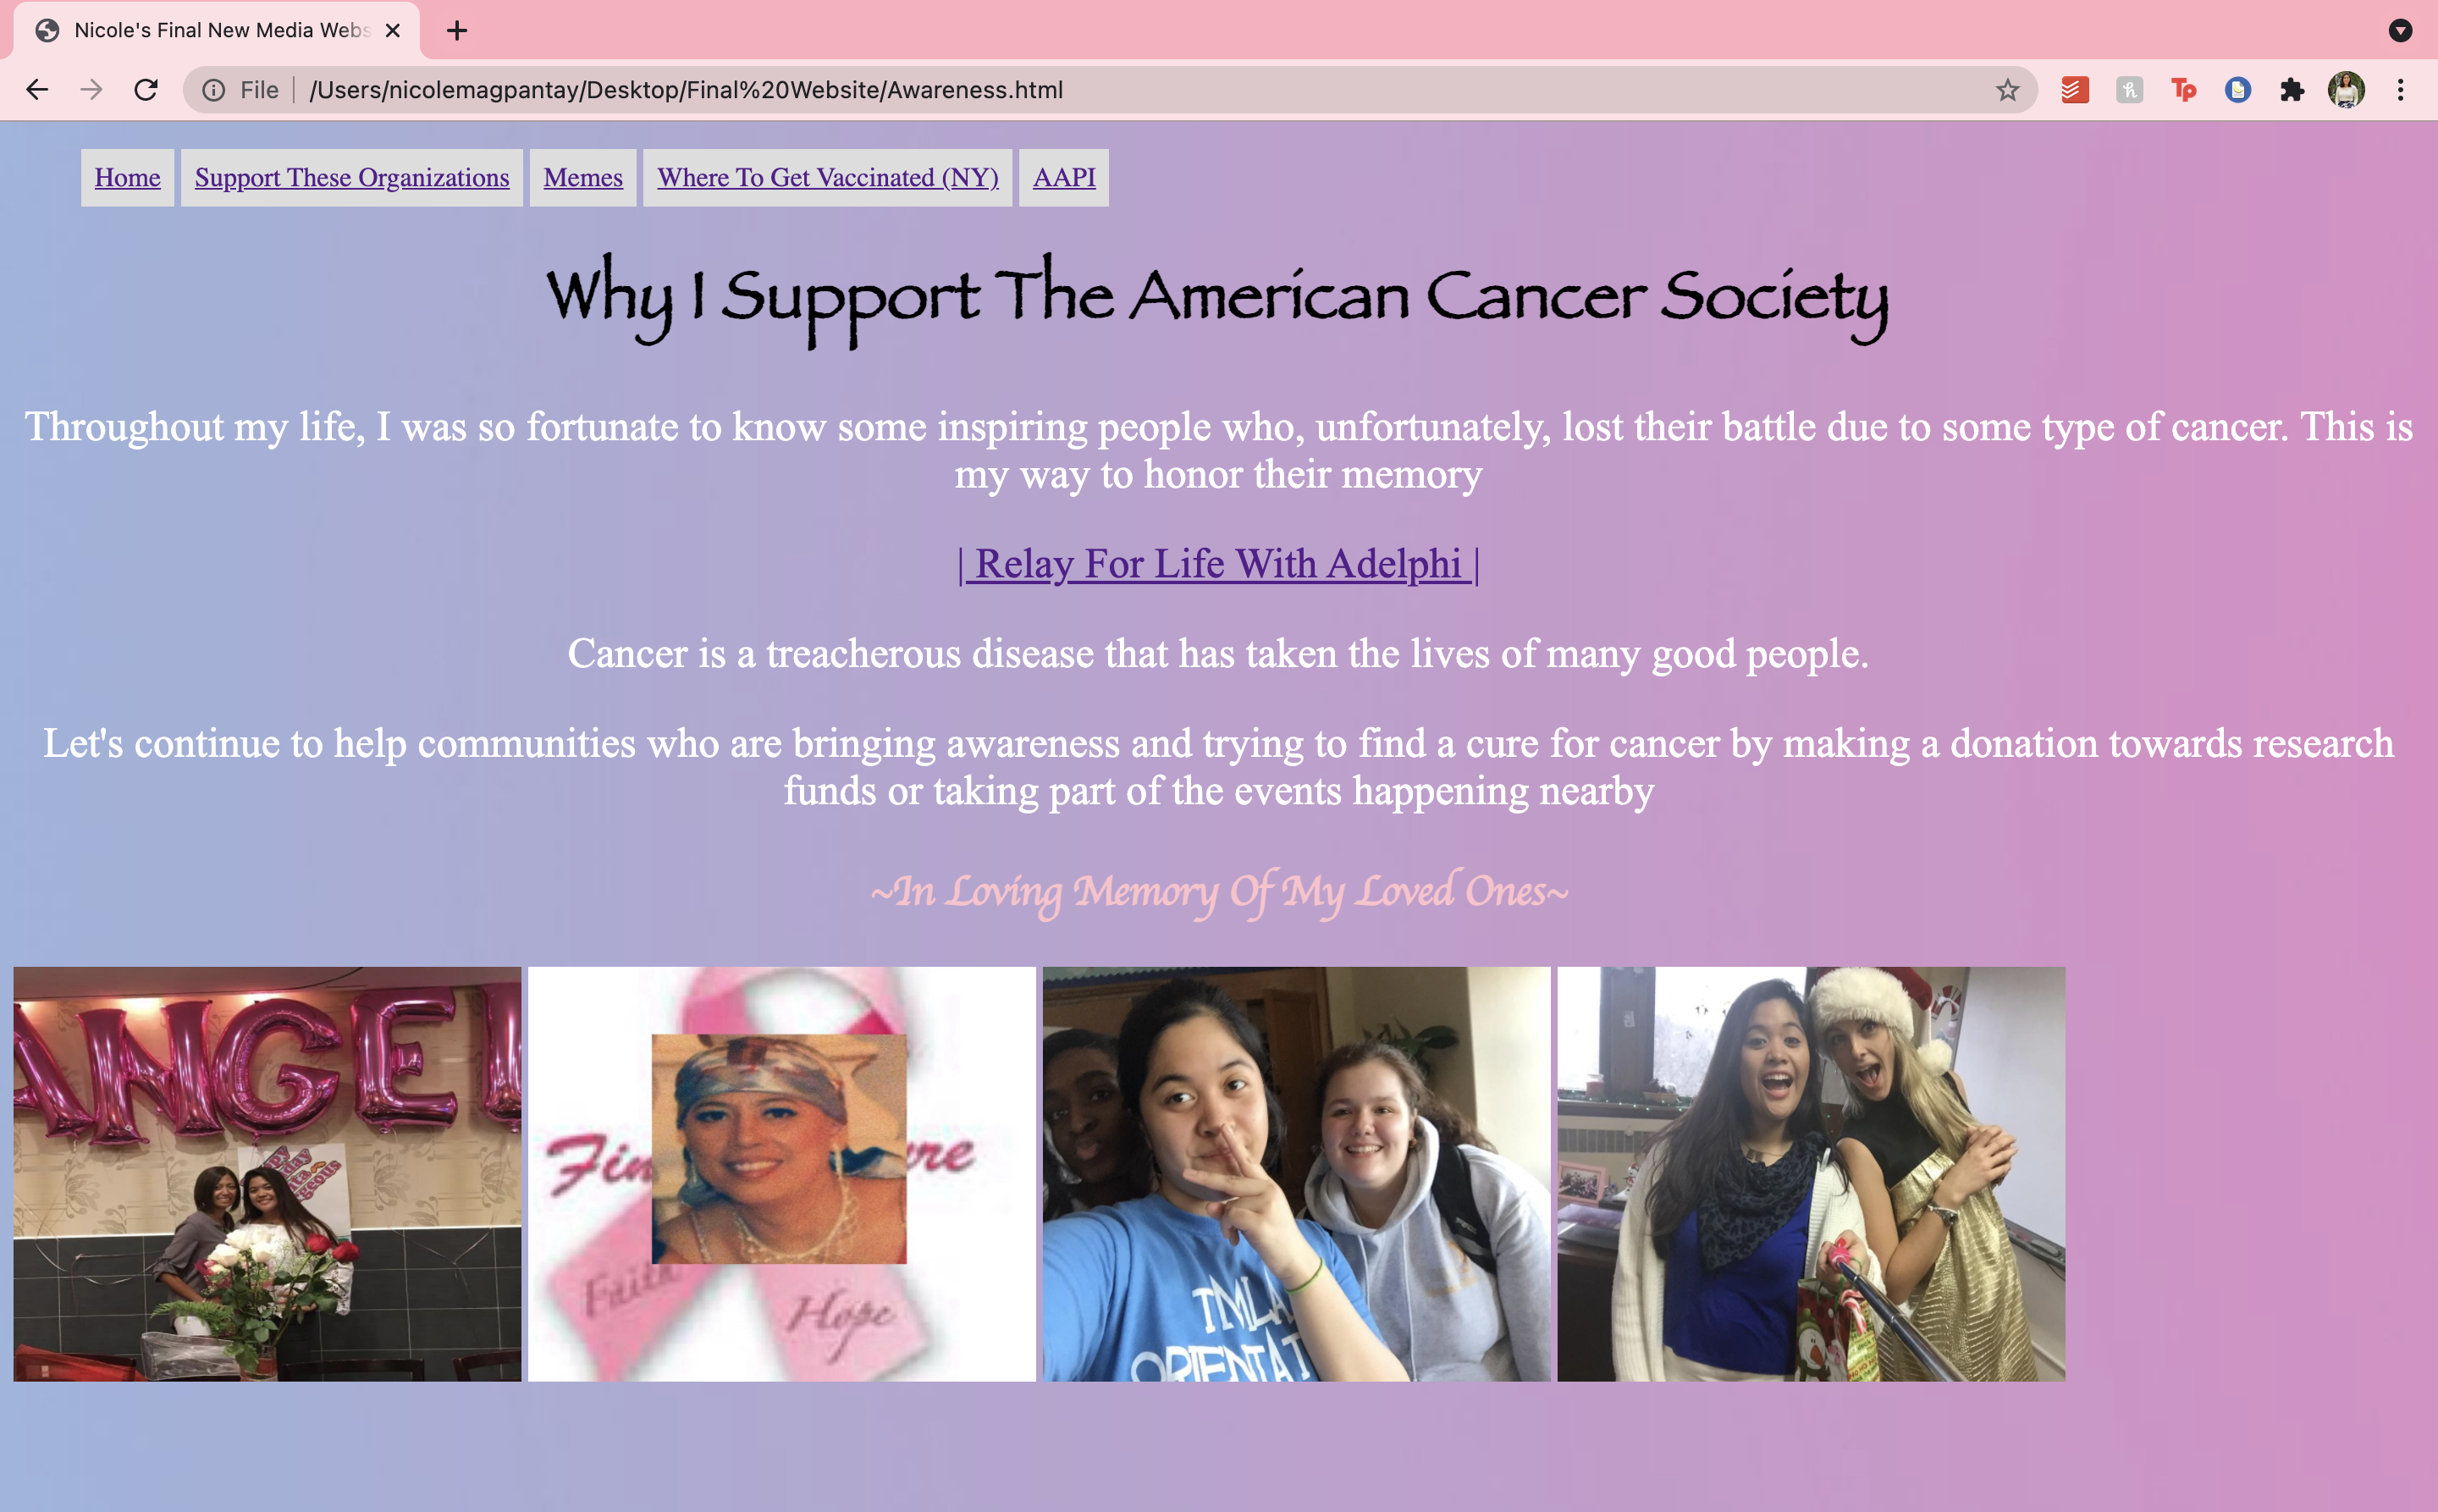 Nicole's Final New Media Webs
File /Users/nicolemagpantay/Desktop/Final%20Website/Awareness.html
Home Support These Organizations Memes Where To Get Vaccinated (NY) AAPI
Why I Support The American Cancer Society
Throughout my life, I was so fortunate to know some inspiring people who, unfortunately, lost their battle due to some type of cancer. This is
my way to honor their memory
| Relay For Life With Adelphi |
Cancer is a treacherous disease that has taken the lives of many good people.
Let's continue to help communities who are bringing awareness and trying to find a cure for cancer by making a donation towards research
funds or taking part of the events happening nearby
~In Loving Memory Of My Loved Ones~
ANGEL
Fin ure
Faith
Hope